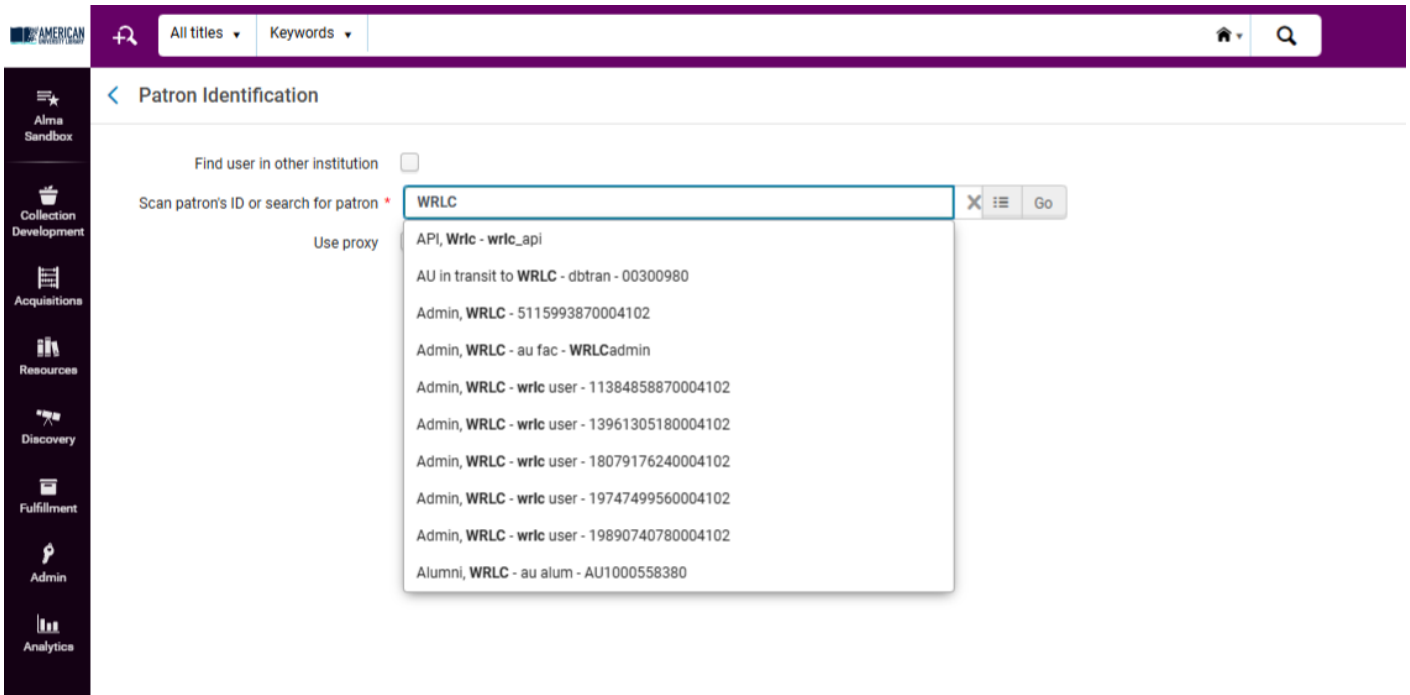 AMERICAN
UNIVERSITY LIBRARY
All titles
Keywords
Alma
Sandbox
Collection
Development
Acquisitions
Resources
Discovery
Fulfillment
Admin
Analytics
Patron Identification
Find user in other institution
Scan patron's ID or search for patron *
WRLC
Go
Use proxy
API, Wrlc - wrlc_api
AU in transit to WRLC - dbtran - 00300980
Admin, WRLC - 5115993870004102
Admin, WRLC - au fac - WRLCadmin
Admin, WRLC - wrlc user - 11384858870004102
Admin, WRLC - wrlc user - 13961305180004102
Admin, WRLC - wrlc user - 18079176240004102
Admin, WRLC - wrlc user - 19747499560004102
Admin, WRLC - wrlc user - 19890740780004102
Alumni, WRLC - au alum - AU1000558380